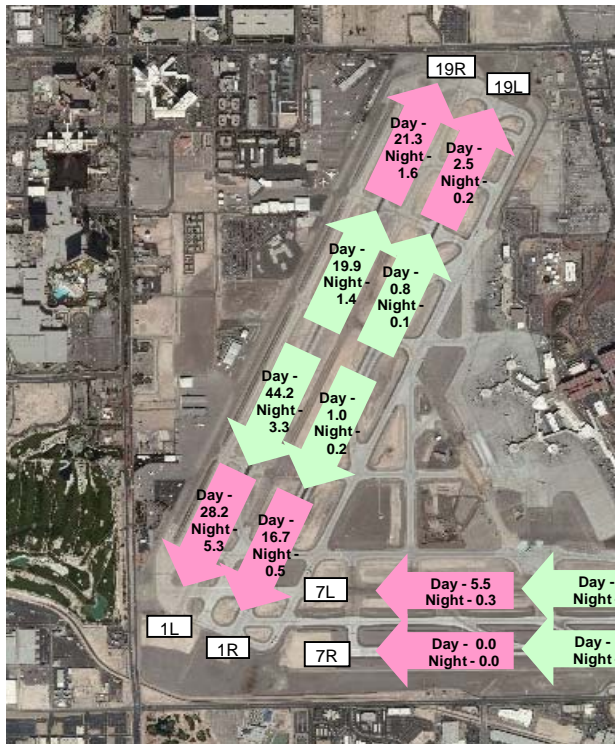 19R
19L
Day -
21.3
Night -
1.6
Day -
2.5
Night -
0.2
Day -
19.9
Night -
1.4
Day -
0.8
Night -
0.1
Day -
44.2
Night -
3.3
Day -
1.0
Night -
0.2
Day -
28.2
Night -
5.3
Day -
16.7
Night -
0.5
7L
Day - 5.5
Night - 0.3
Day -
Night
1L
1R
7R
Day - 0.0
Night - 0.0
Day -
Night